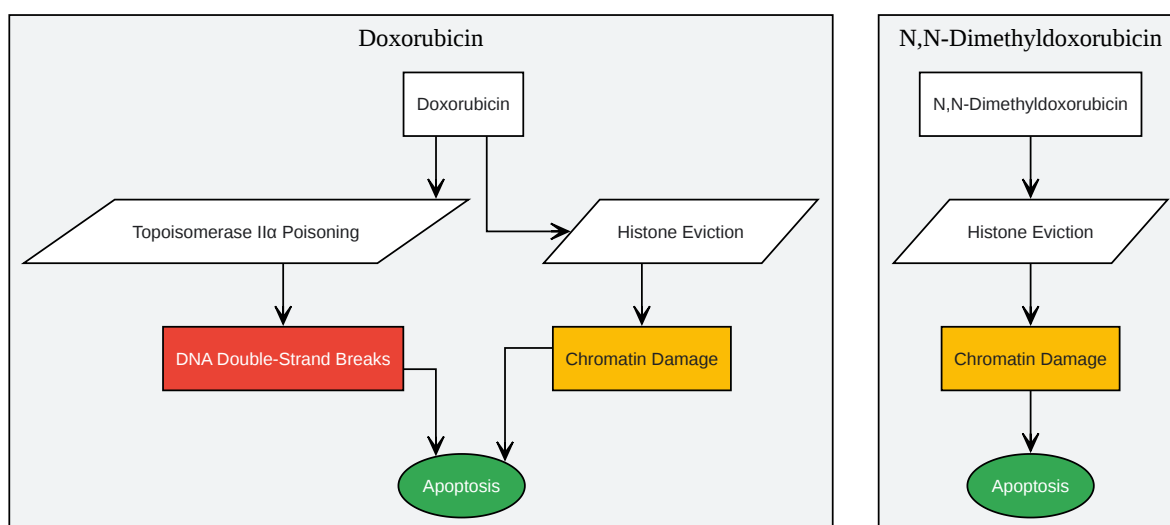 Doxorubicin
Doxorubicin
Topoisomerase IIα Poisoning
Histone Eviction
DNA Double-Strand Breaks
Chromatin Damage
Apoptosis
N,N-Dimethyldoxorubicin
N,N-Dimethyldoxorubicin
Histone Eviction
Chromatin Damage
Apoptosis